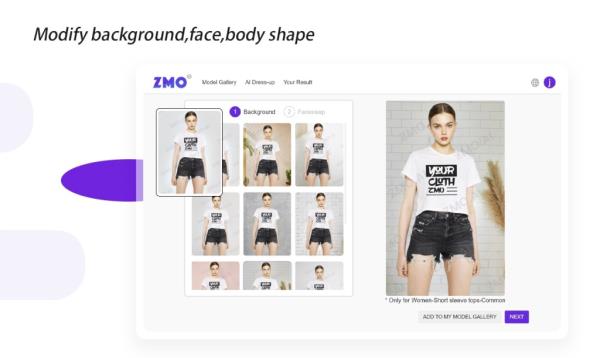 Modify background,face,body shape
ZMO
Model Gallery AI Dress-up Your Result
j
1 Background 2 Faceswap
YOUR
CLOTH
ZMO
* Only for Women-Short sleeve tops-Common
ADD TO MY MODEL GALLERY NEXT